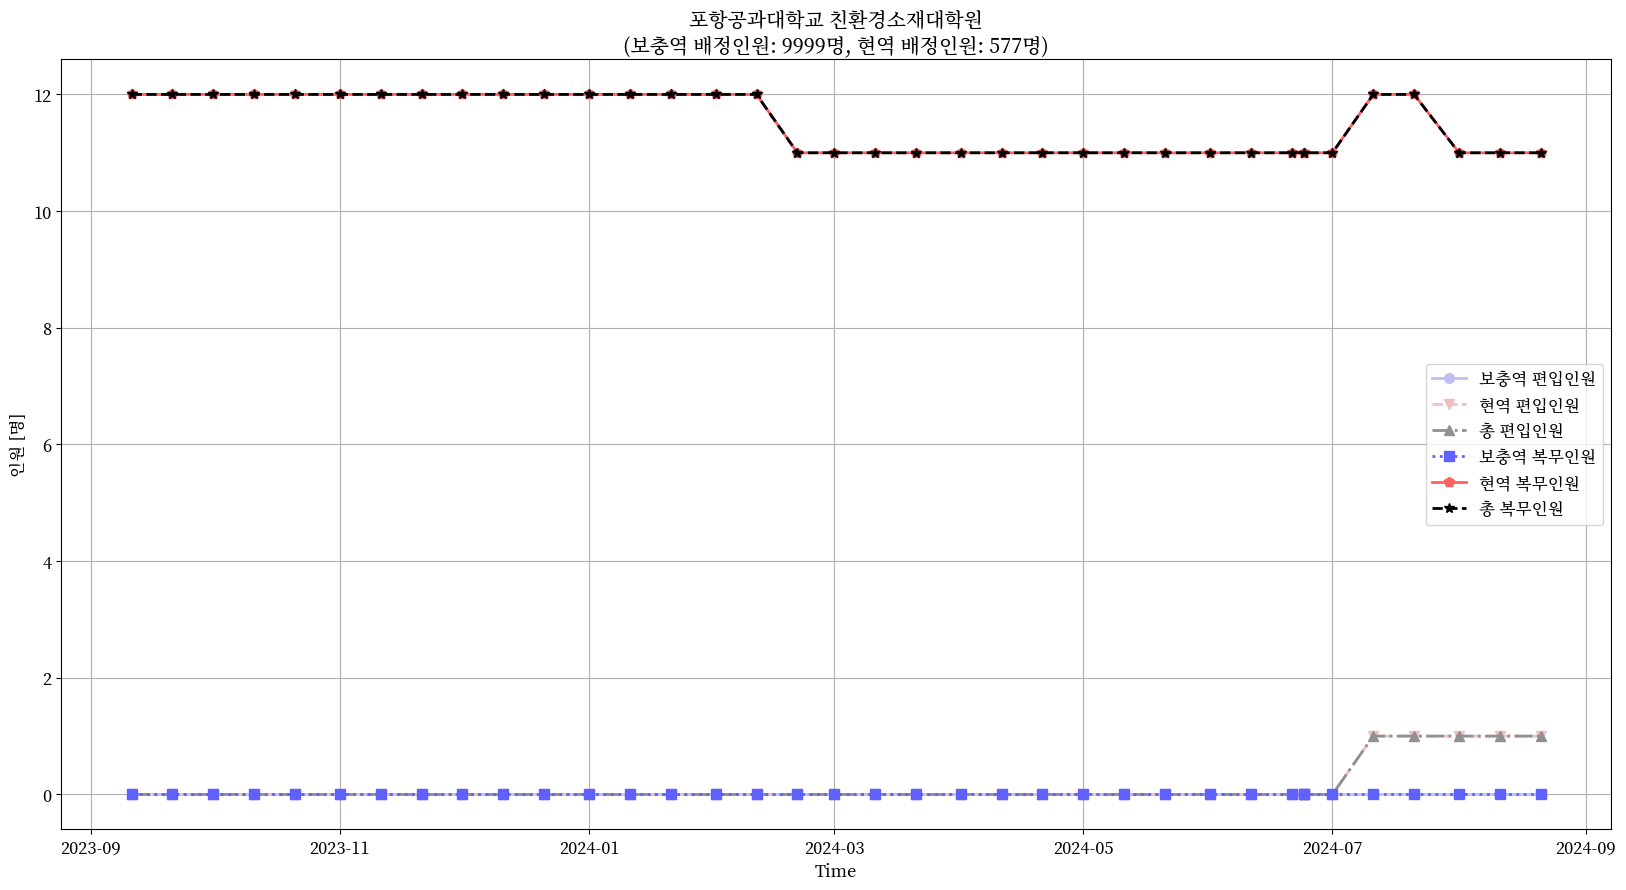 포항공과대학교 친환경소재대학원
(보충역 배정인원: 9999명, 현역 배정인원: 577명)
12
10
8
6
4
2
0
인원 [명]
보충역 편입인원
현역 편입인원
총 편입인원
보충역 복무인원
현역 복무인원
총 복무인원
2023-09
2023-11
2024-01
2024-03
2024-05
2024-07
2024-09
Time